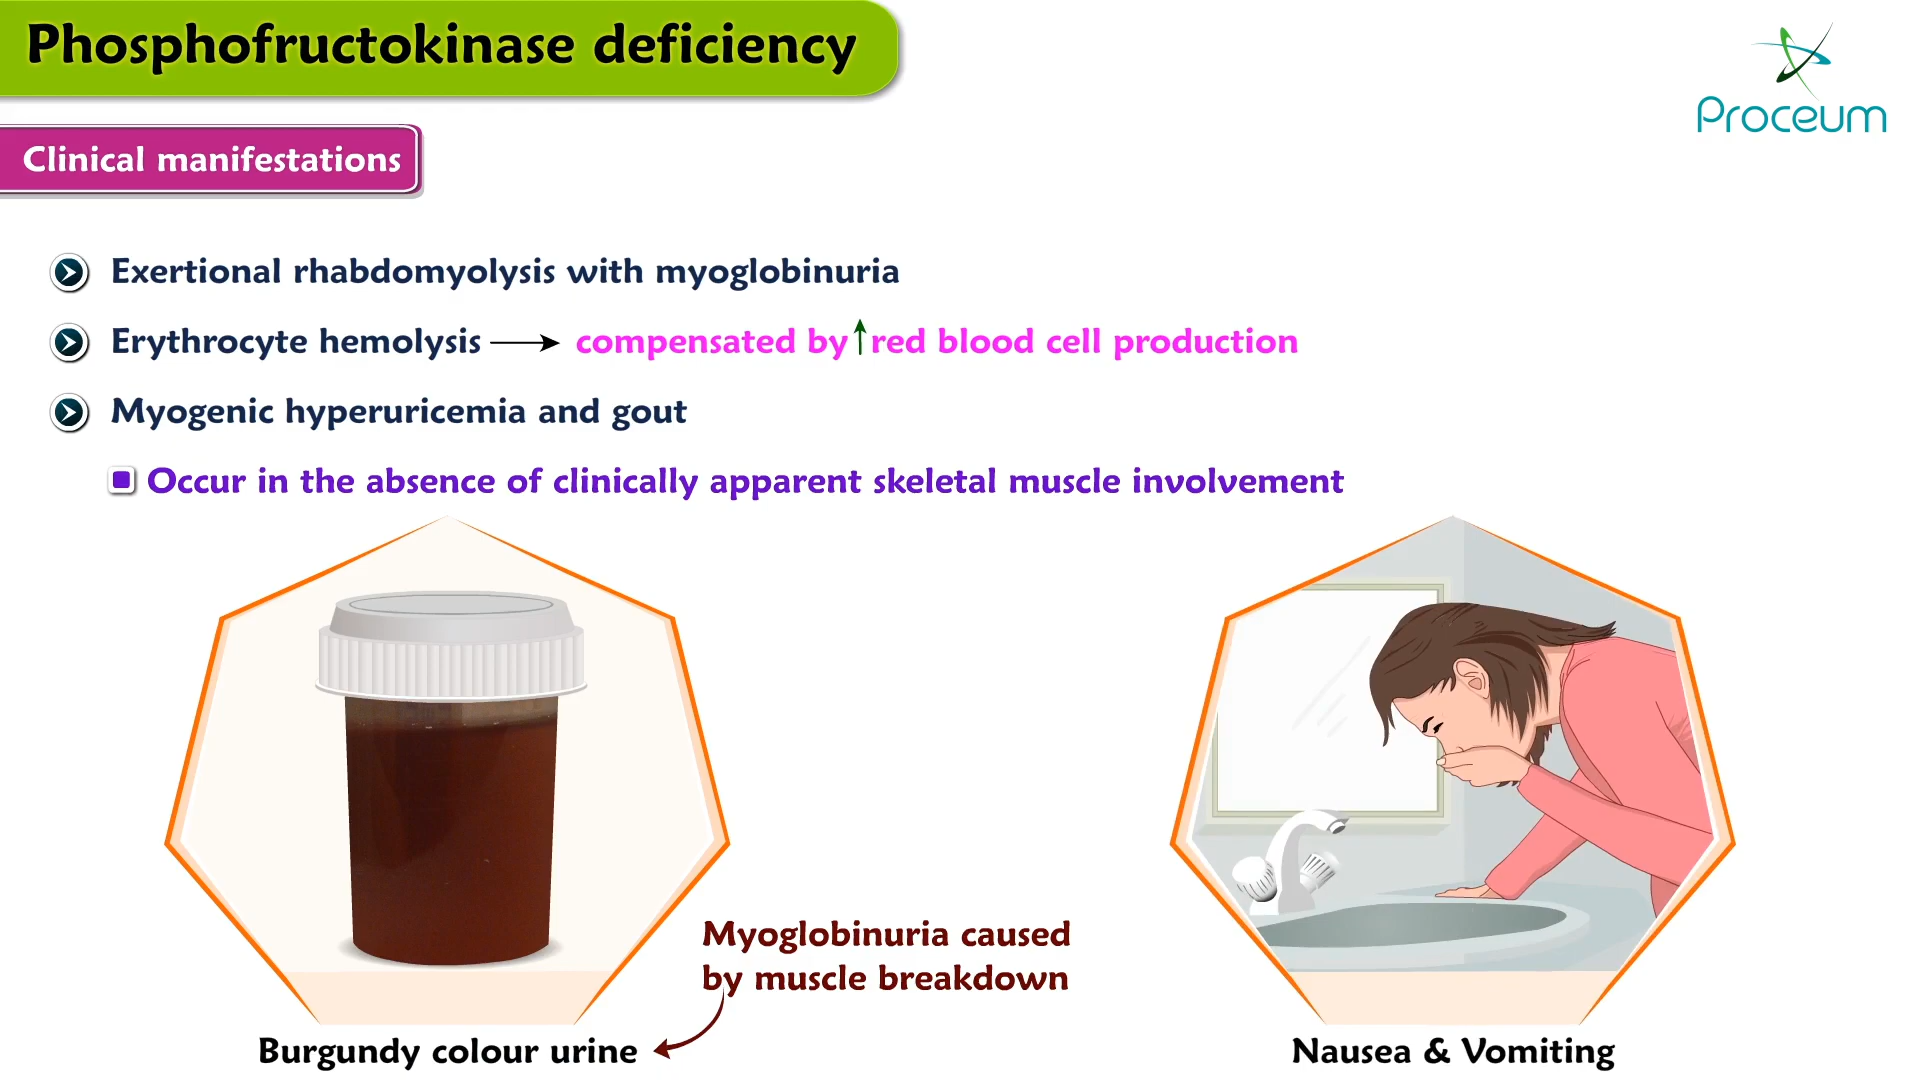 Phosphofructokinase deficiency
Proceum
Clinical manifestations
Exertional rhabdomyolysis with myoglobinuria
Erythrocyte hemolysis → compensated by ↑ red blood cell production
Myogenic hyperuricemia and gout
Occur in the absence of clinically apparent skeletal muscle involvement
Myoglobinuria caused
by muscle breakdown
Burgundy colour urine
Nausea & Vomiting